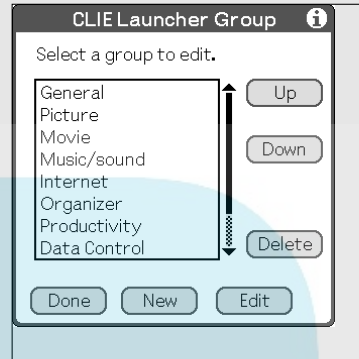 CLIE Launcher Group i
Select a group to edit.
General
Picture
Movie
Music/sound
Internet
Organizer
Productivity
Data Control
Up
Down
Delete
Done New Edit